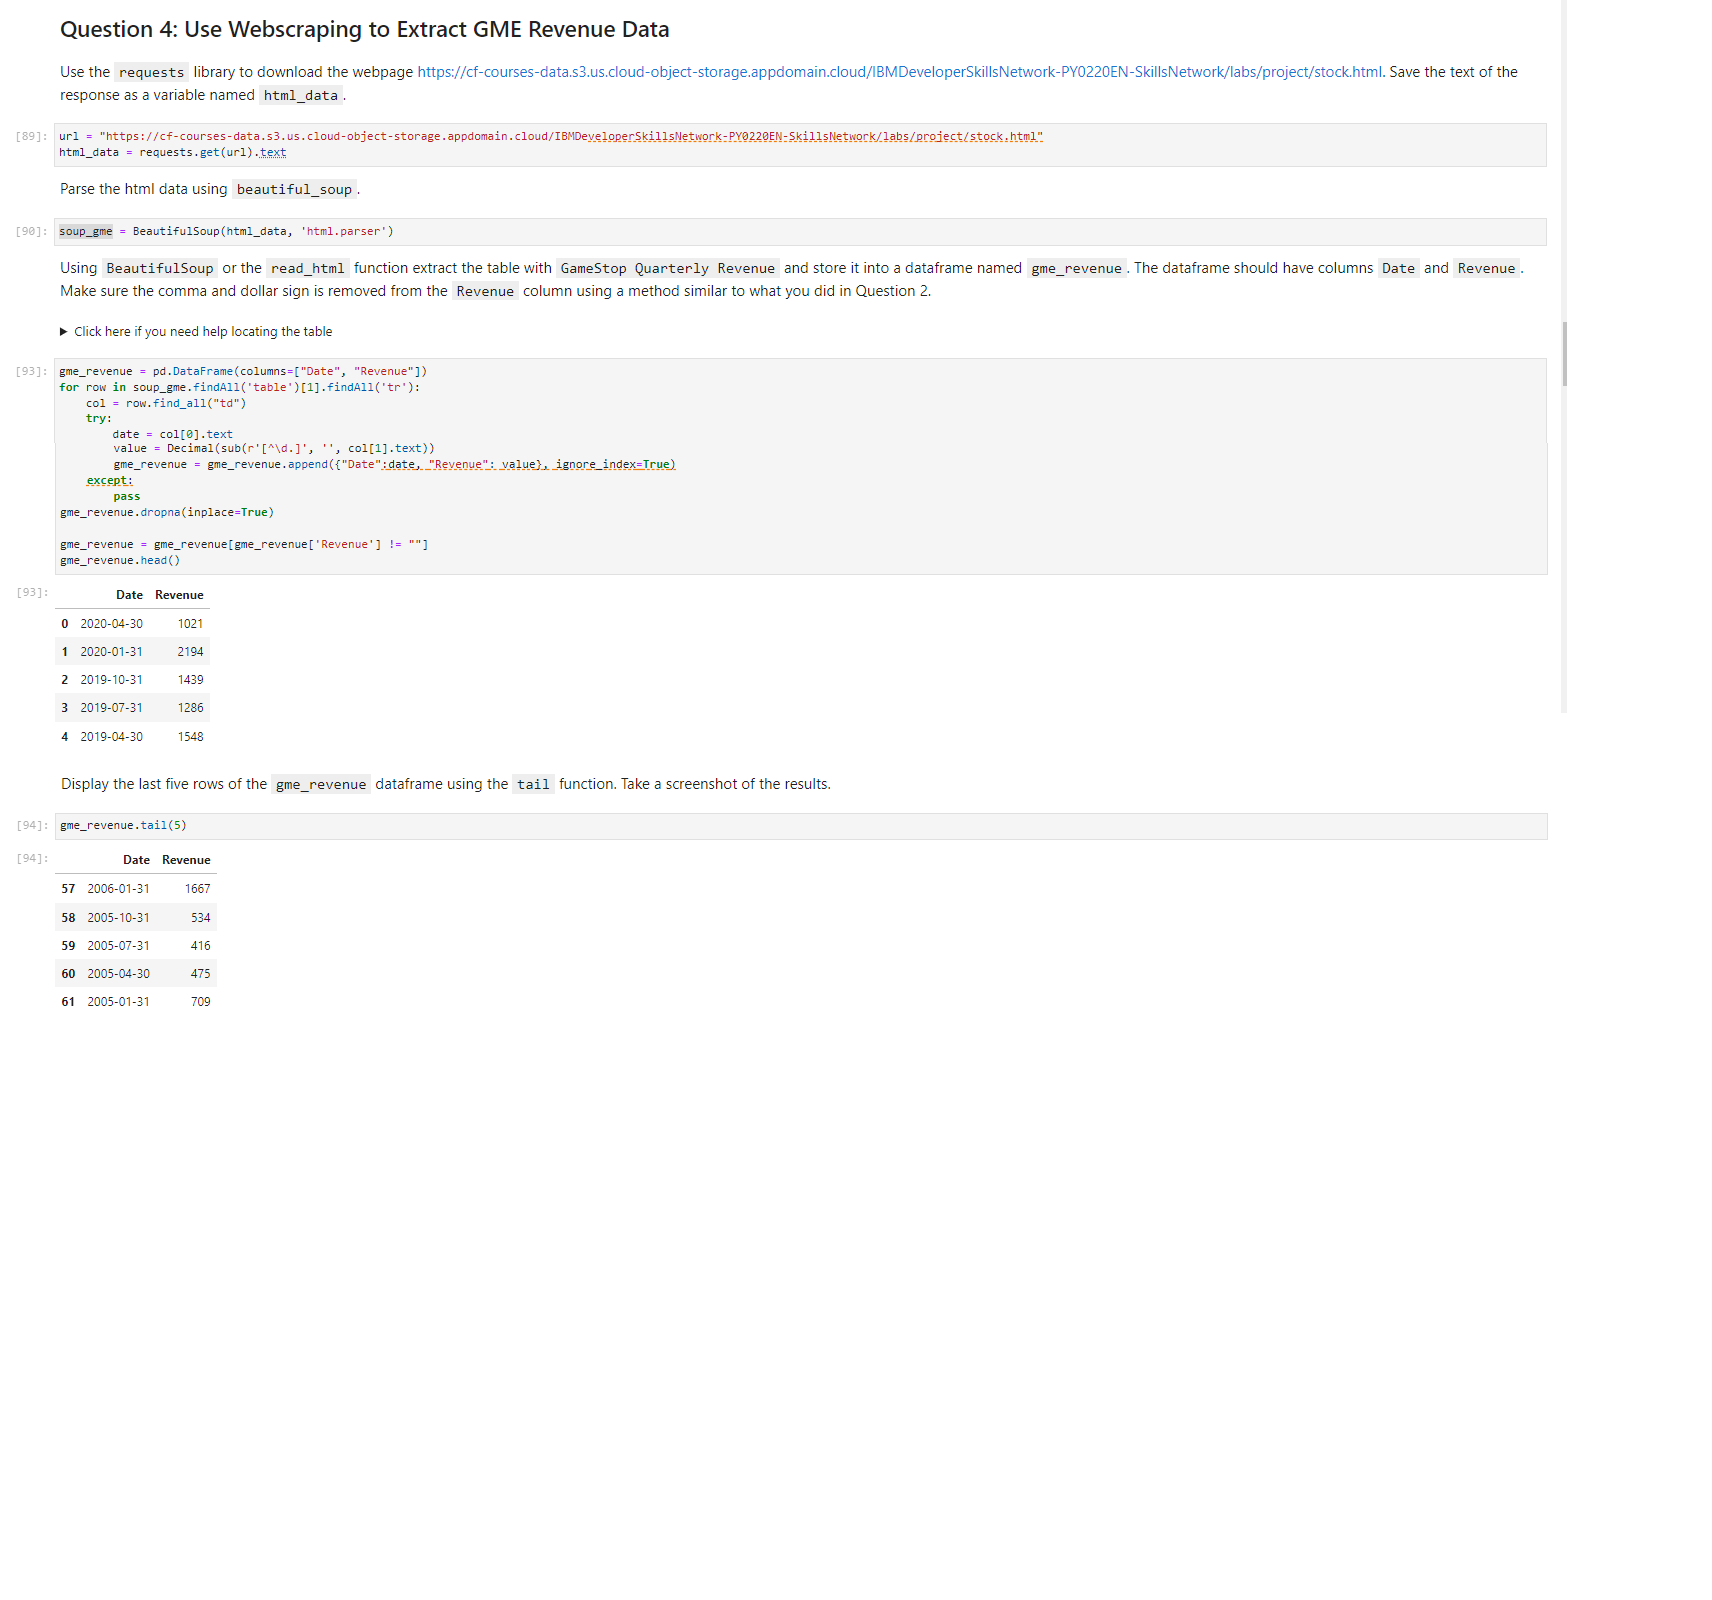 Question 4: Use Webscraping to Extract GME Revenue Data
Use the requests library to download the webpage https://cf-courses-data.s3.us.cloud-object-storage.appdomain.cloud/IBMDeveloperSkillsNetwork-PY0220EN-SkillsNetwork/labs/project/stock.html. Save the text of the
response as a variable named html_data.
[89]: url = "https://cf-courses-data.s3.us.cloud-object-storage.appdomain.cloud/IBMDeveloperSkillsNetwork-PY0220EN-SkillsNetwork/labs/project/stock.html"
html_data = requests.get(url).text
Parse the html data using beautiful_soup.
[90]: soup_gme = BeautifulSoup(html_data, 'html.parser')
Using BeautifulSoup or the read_html function extract the table with GameStop Quarterly Revenue and store it into a dataframe named gme_revenue. The dataframe should have columns Date and Revenue.
Make sure the comma and dollar sign is removed from the Revenue column using a method similar to what you did in Question 2.
▶ Click here if you need help locating the table
[93]: gme_revenue = pd.DataFrame(columns=["Date", "Revenue"])
for row in soup_gme.findAll('table')[1].findAll('tr'):
    col = row.find_all("td")
    try:
        date = col[0].text
        value = Decimal(sub(r'[^\d.]', '', col[1].text))
        gme_revenue = gme_revenue.append({"Date":date, "Revenue": value}, ignore_index=True)
    except:
        pass
gme_revenue.dropna(inplace=True)
gme_revenue = gme_revenue[gme_revenue['Revenue'] != ""]
gme_revenue.head()
[93]: Date Revenue
0 2020-04-30 1021
1 2020-01-31 2194
2 2019-10-31 1439
3 2019-07-31 1286
4 2019-04-30 1548
Display the last five rows of the gme_revenue dataframe using the tail function. Take a screenshot of the results.
[94]: gme_revenue.tail(5)
[94]: Date Revenue
57 2006-01-31 1667
58 2005-10-31 534
59 2005-07-31 416
60 2005-04-30 475
61 2005-01-31 709